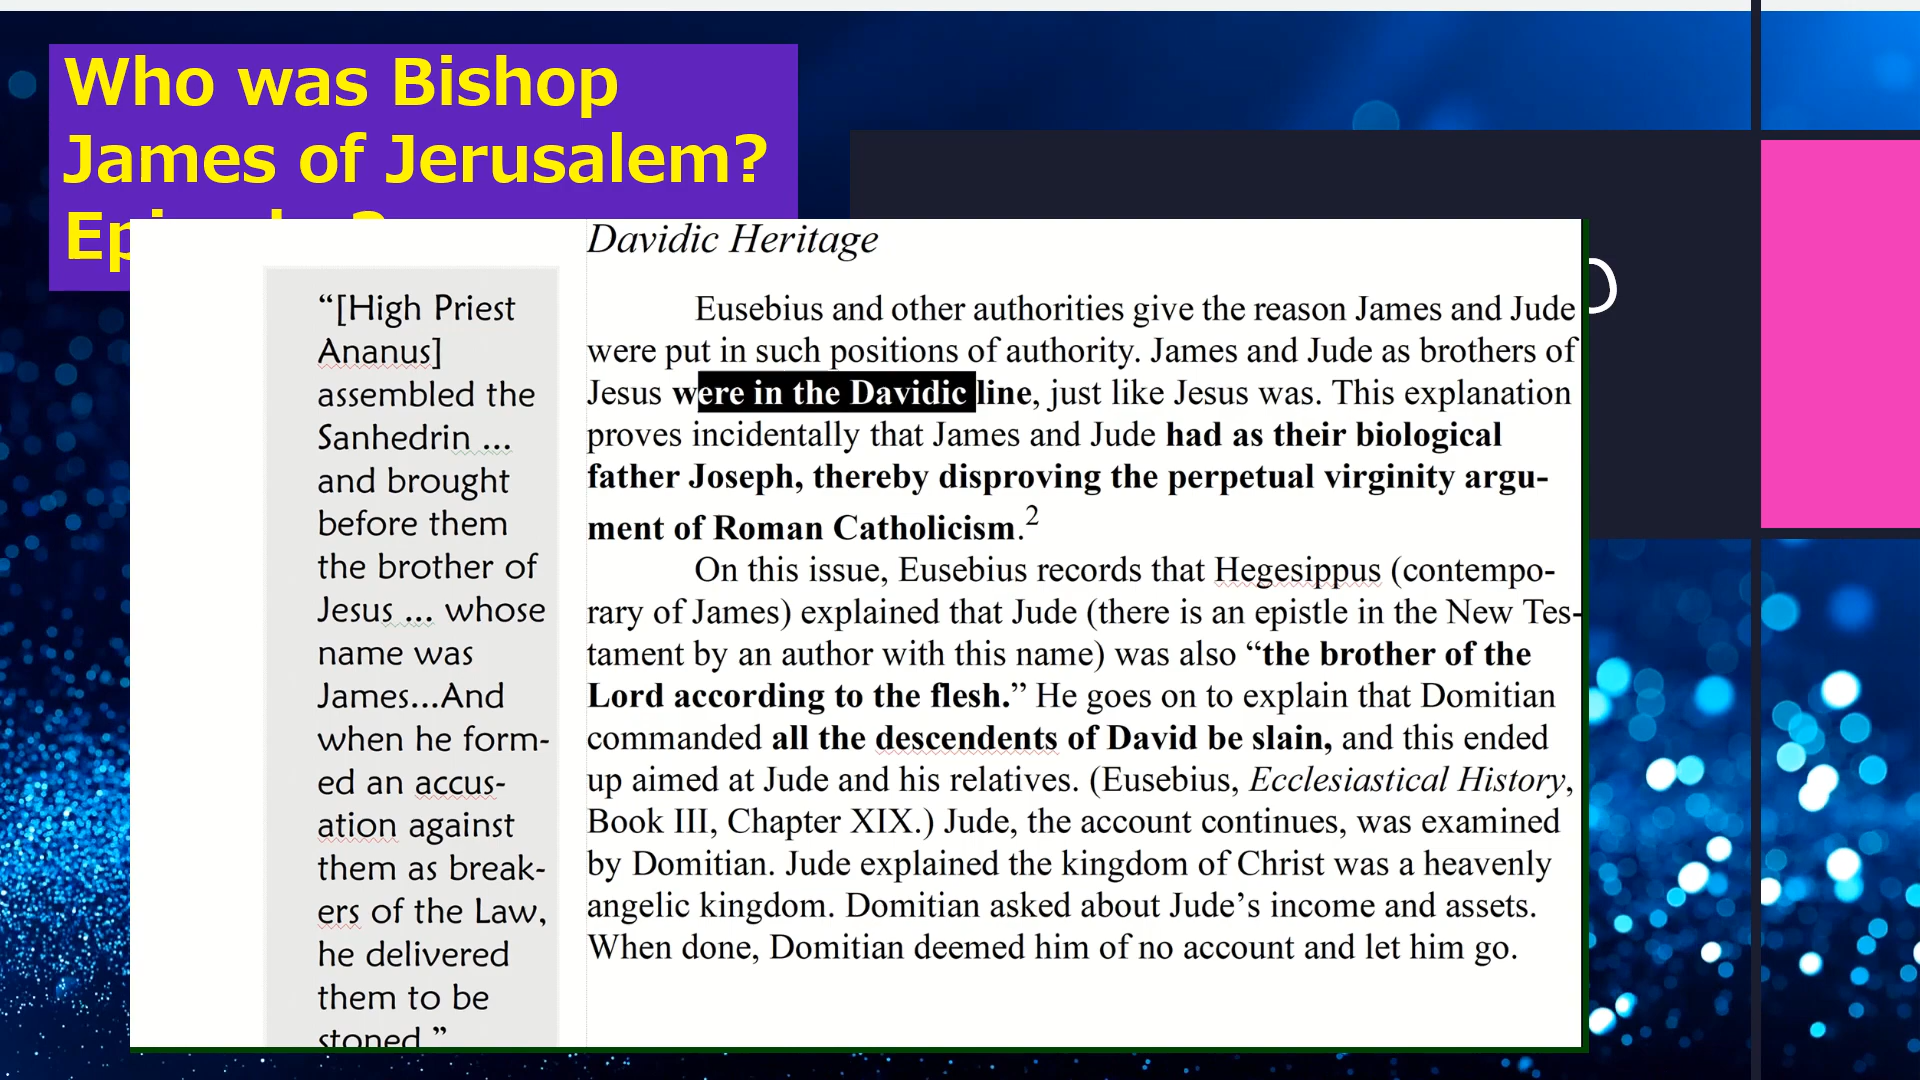 Who was Bishop
James of Jerusalem?
Davidic Heritage
“[High Priest
Ananus]
assembled the
Sanhedrin ...
and brought
before them
the brother of
Jesus ... whose
name was
James...And
when he form-
ed an accus-
ation against
them as break-
ers of the Law,
he delivered
them to be
stoned.”
Eusebius and other authorities give the reason James and Jude
were put in such positions of authority. James and Jude as brothers of
Jesus were in the Davidic line, just like Jesus was. This explanation
proves incidentally that James and Jude had as their biological
father Joseph, thereby disproving the perpetual virginity argu-
ment of Roman Catholicism.2
On this issue, Eusebius records that Hegesippus (contempo-
rary of James) explained that Jude (there is an epistle in the New Tes-
tament by an author with this name) was also “the brother of the
Lord according to the flesh.” He goes on to explain that Domitian
commanded all the descendents of David be slain, and this ended
up aimed at Jude and his relatives. (Eusebius, Ecclesiastical History,
Book III, Chapter XIX.) Jude, the account continues, was examined
by Domitian. Jude explained the kingdom of Christ was a heavenly
angelic kingdom. Domitian asked about Jude’s income and assets.
When done, Domitian deemed him of no account and let him go.